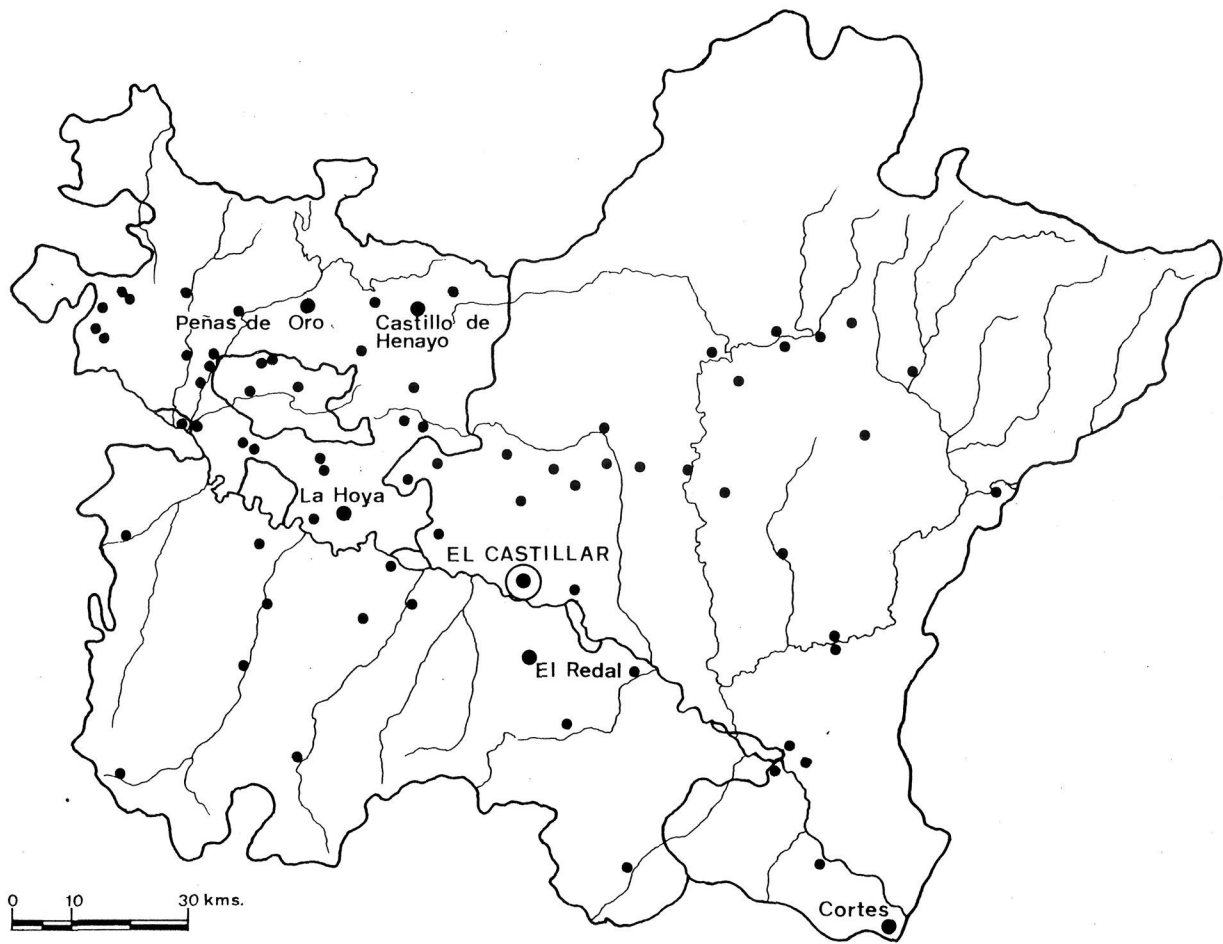 Peñas de Oro
Castillo de
Henayo
La Hoya
EL CASTILLAR
El Redal
Cortes
0 10 30 kms.